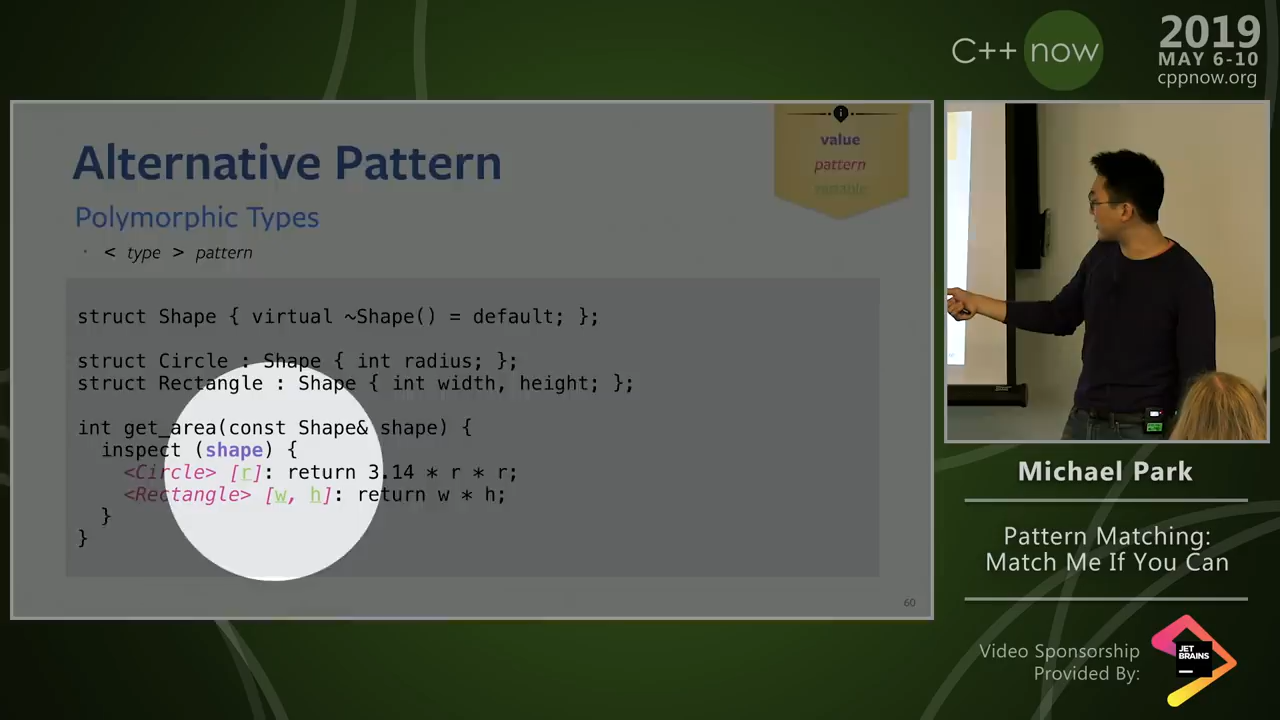 C++ now
2019
MAY 6-10
cppnow.org
Alternative Pattern
Polymorphic Types
· < type > pattern
i
value
pattern
variable
struct Shape { virtual ~Shape() = default; };
struct Circle : Shape { int radius; };
struct Rectangle : Shape { int width, height; };
int get_area(const Shape& shape) {
inspect (shape) {
<Circle> [r]: return 3.14 * r * r;
<Rectangle> [w, h]: return w * h;
}
}
60
Michael Park
Pattern Matching:
Match Me If You Can
Video Sponsorship
Provided By:
JET
BRAINS